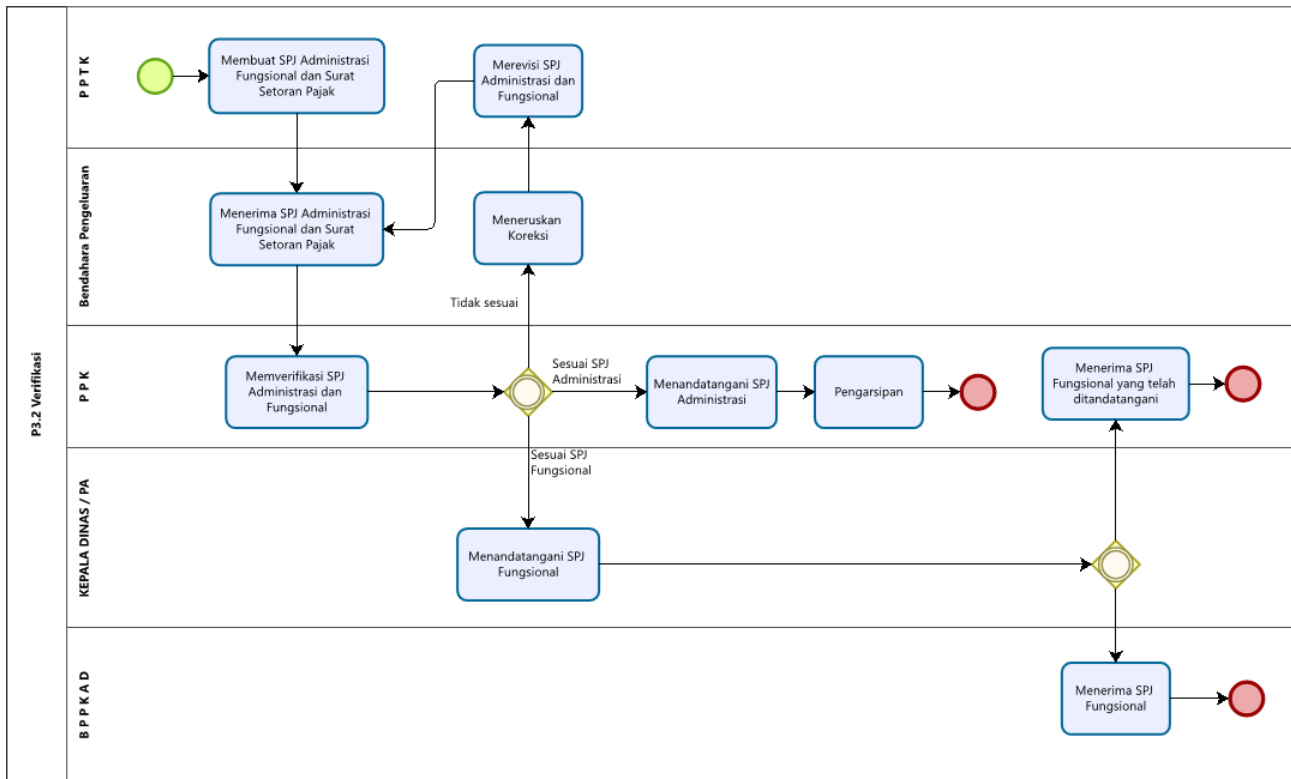 P3.2 Verifikasi
P P T K
Membuat SPJ Administrasi
Fungsional dan Surat
Setoran Pajak
Merevisi SPJ
Administrasi dan
Fungsional
Bendahara Pengeluaran
Menerima SPJ Administrasi
Fungsional dan Surat
Setoran Pajak
Meneruskan
Koreksi
Tidak sesuai
P P K
Memverifikasi SPJ
Administrasi dan
Fungsional
Sesuai SPJ
Administrasi
Menandatangani SPJ
Administrasi
Pengarsipan
Menerima SPJ
Fungsional yang telah
ditandatangani
KEPALA DINAS / PA
Sesuai SPJ
Fungsional
Menandatangani SPJ
Fungsional
B P P K A D
Menerima SPJ
Fungsional